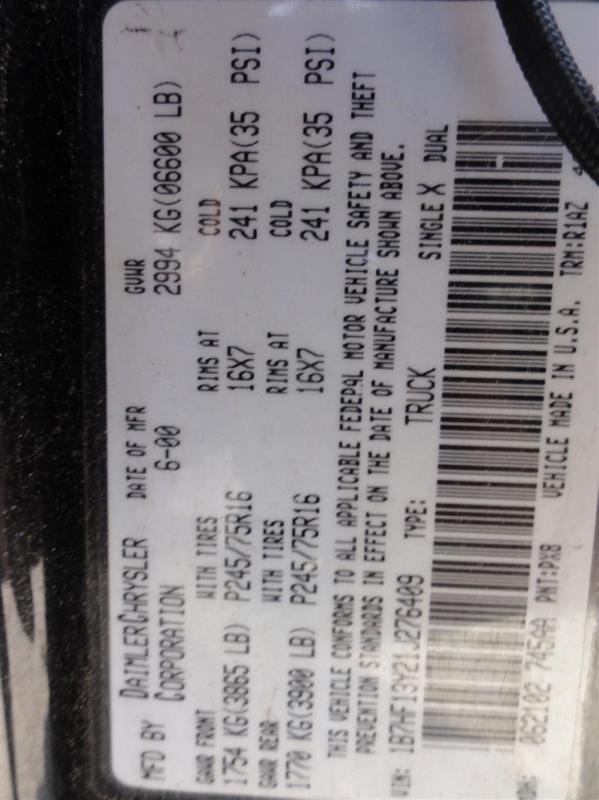 MFD BY DAIMLERCHRYSLER CORPORATION DATE OF MFR 6-00 GVWR 2994 KG(06600 LB)
GAWR FRONT WITH TIRES RIMS AT COLD
1754 KG(3865 LB) P245/75R16 16X7 241 KPA(35 PSI)
GAWR REAR WITH TIRES RIMS AT COLD
1770 KG(3900 LB) P245/75R16 16X7 241 KPA(35 PSI)
THIS VEHICLE CONFORMS TO ALL APPLICABLE FEDERAL MOTOR VEHICLE SAFETY AND THEFT
PREVENTION STANDARDS IN EFFECT ON THE DATE OF MANUFACTURE SHOWN ABOVE.
VIN: 1B7HF13Y21J276409 TYPE: TRUCK SINGLE X DUAL
062102 745AA PNT:PX8 VEHICLE MADE IN U.S.A. TRM:R1AZ